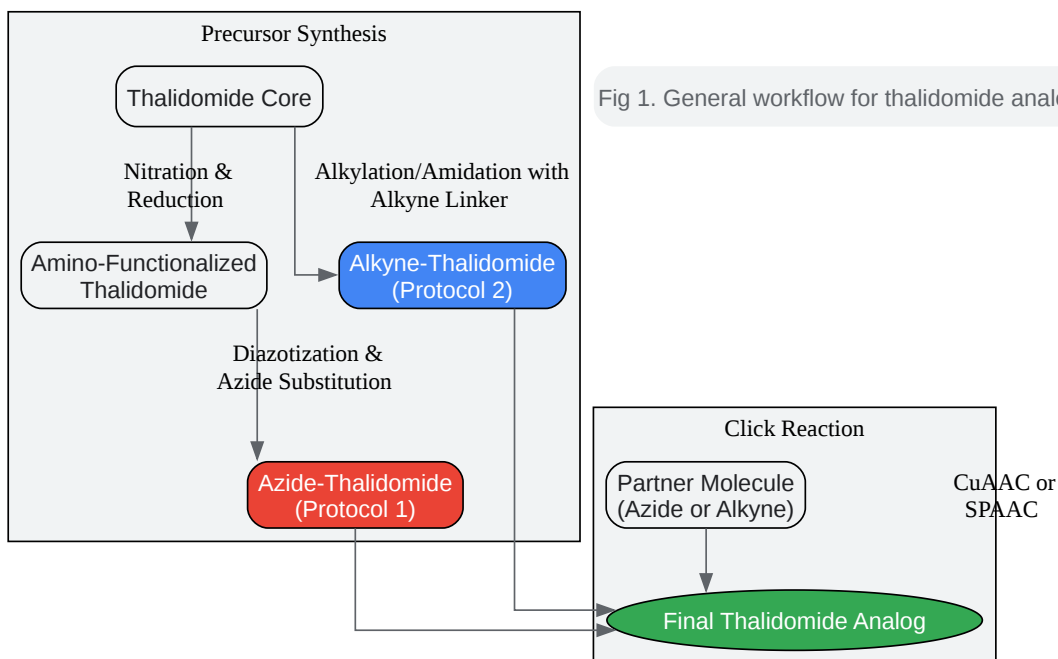 Precursor Synthesis
Thalidomide Core
Fig 1. General workflow for thalidomide
Nitration &
Reduction
Alkylation/Amidation with
Alkyne Linker
Amino-Functionalized
Thalidomide
Alkyne-Thalidomide
(Protocol 2)
Diazotization &
Azide Substitution
Azide-Thalidomide
(Protocol 1)
Click Reaction
Partner Molecule
(Azide or Alkyne)
CuAAC or
SPAAC
Final Thalidomide Analog